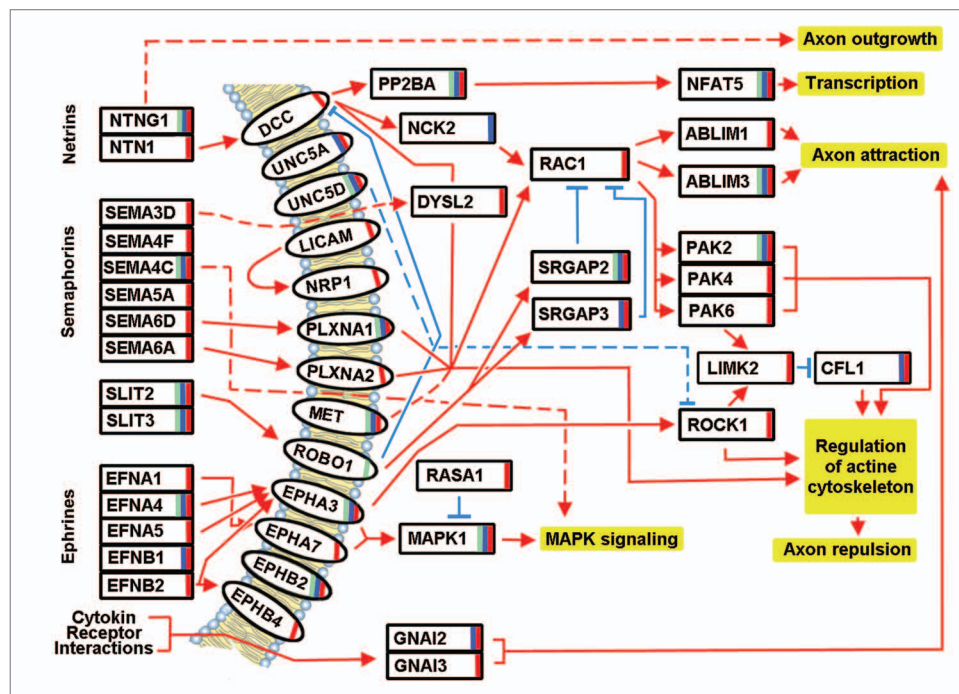 Axon outgrowth
PP2BA
NFAT5
Transcription
Netrins
NTNG1
NTN1
DCC
NCK2
ABLIM1
UNC5A
RAC1
Axon attraction
UNC5D
ABLIM3
Semaphorins
SEMA3D
SEMA4F
SEMA4C
SEMA5A
SEMA6D
SEMA6A
DYSL2
LICAM
NRP1
PLXNA1
PLXNA2
SRGAP2
SRGAP3
PAK2
PAK4
PAK6
LIMK2
CFL1
SLIT2
SLIT3
MET
ROBO1
ROCK1
Regulation
of actine
cytoskeleton
Ephrines
EFNA1
EFNA4
EFNA5
EFNB1
EFNB2
EPHA3
EPHA7
EPHB2
EPHB4
RASA1
MAPK1
MAPK signaling
Axon repulsion
Cytokin
Receptor
Interactions
GNAI2
GNAI3